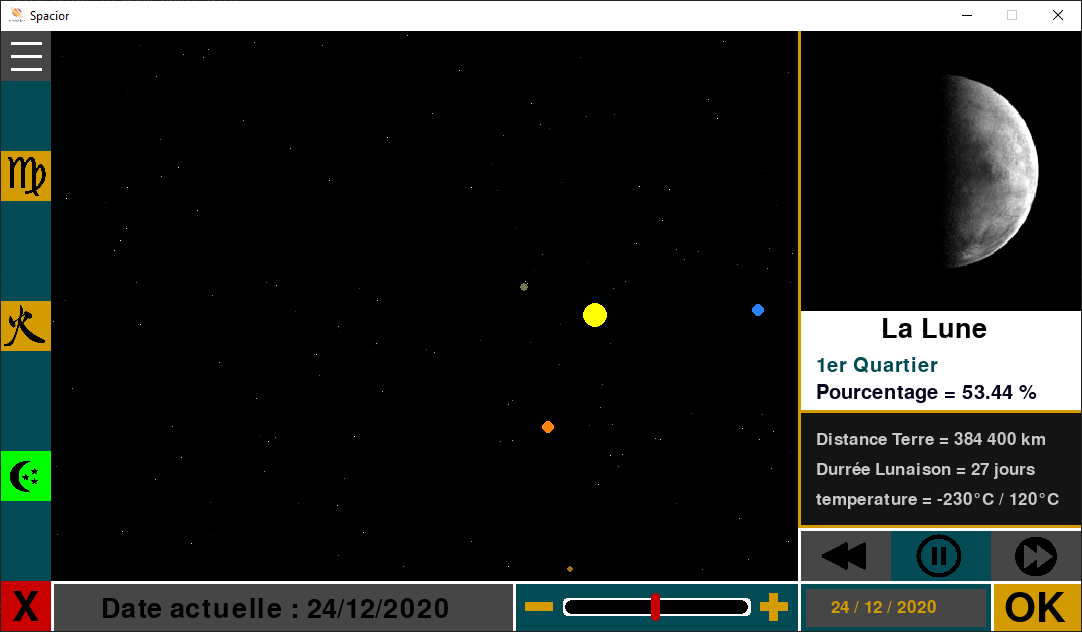 Spacior
♍
火
La Lune
1er Quartier
Pourcentage = 53.44 %
Distance Terre = 384 400 km
Durrée Lunaison = 27 jours
temperature = -230°C / 120°C
X
Date actuelle : 24/12/2020
24 / 12 / 2020
OK